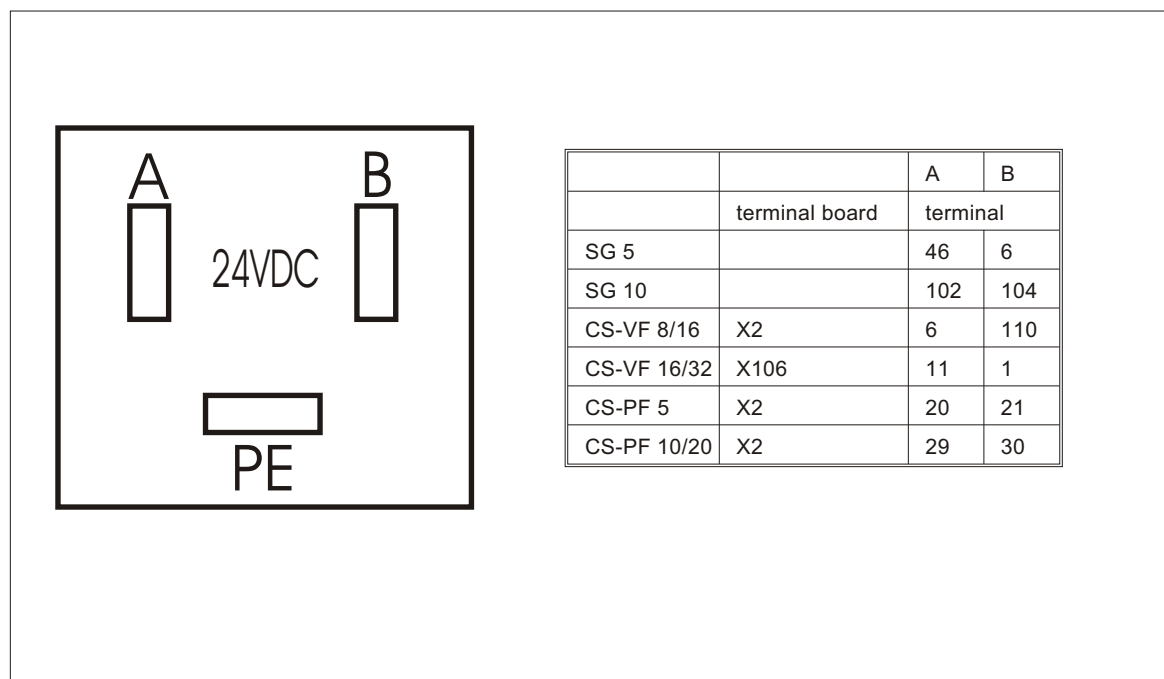 A B
24VDC
PE
A B
terminal board terminal
SG 5 46 6
SG 10 102 104
CS-VF 8/16 X2 6 110
CS-VF 16/32 X106 11 1
CS-PF 5 X2 20 21
CS-PF 10/20 X2 29 30